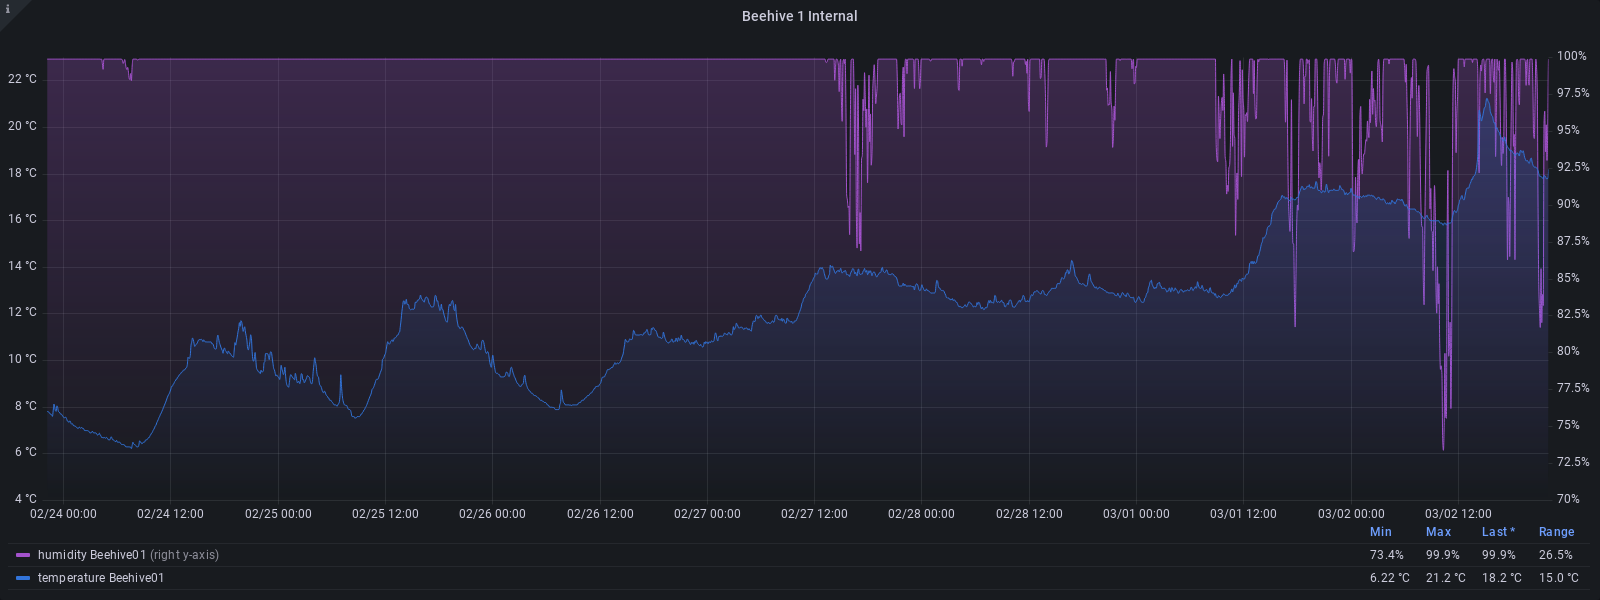 i
Beehive 1 Internal
22 °C
20 °C
18 °C
16 °C
14 °C
12 °C
10 °C
8 °C
6 °C
4 °C
100%
97.5%
95%
92.5%
90%
87.5%
85%
82.5%
80%
77.5%
75%
72.5%
70%
02/24 00:00 02/24 12:00 02/25 00:00 02/25 12:00 02/26 00:00 02/26 12:00 02/27 00:00 02/27 12:00 02/28 00:00 02/28 12:00 03/01 00:00 03/01 12:00 03/02 00:00 03/02 12:00
Min Max Last * Range
humidity Beehive01 (right y-axis) 73.4% 99.9% 99.9% 26.5%
temperature Beehive01 6.22 °C 21.2 °C 18.2 °C 15.0 °C